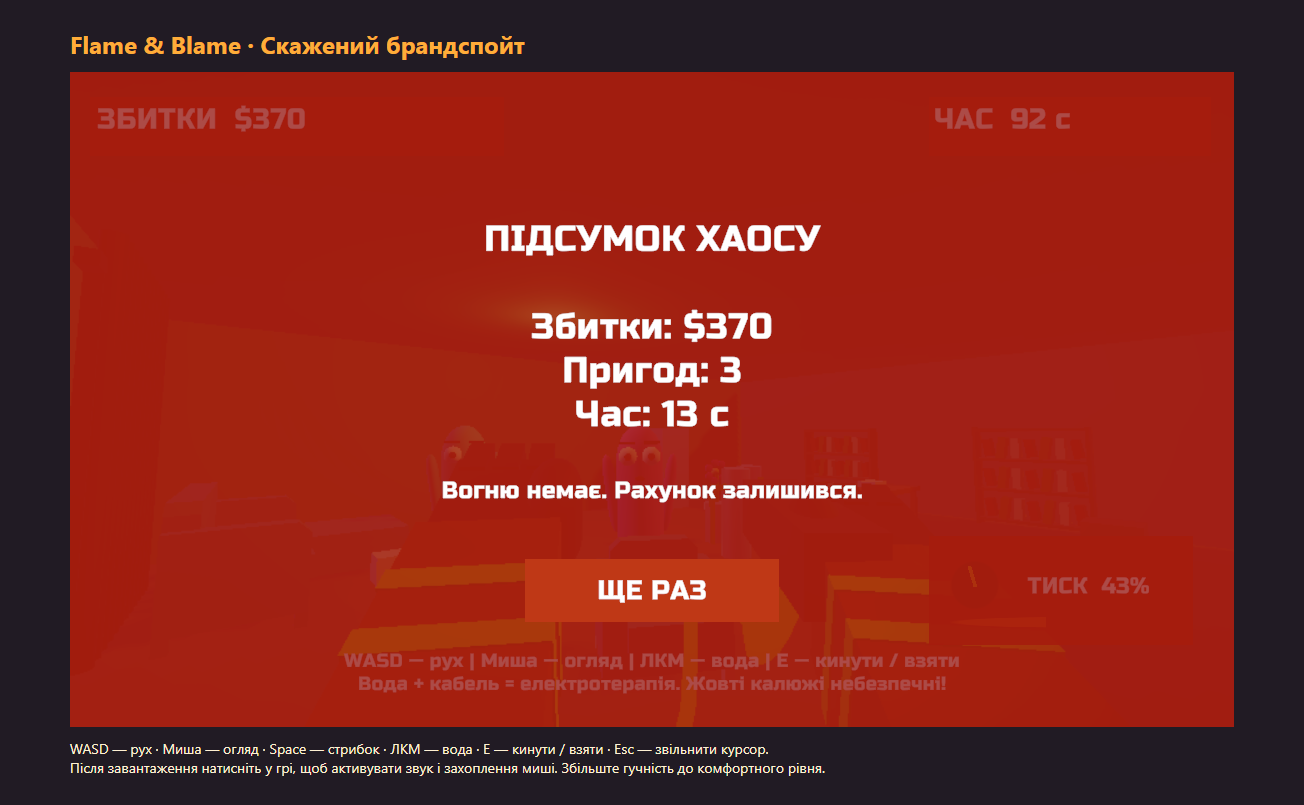 Flame & Blame · Скажений брандспойт
ЗБИТКИ $370
ЧАС 92 с
ПІДСУМОК ХАОСУ
Збитки: $370
Пригод: 3
Час: 13 с
Вогню немає. Рахунок залишився.
ЩЕ РАЗ
ТИСК 43%
WASD — рух | Миша — огляд | ЛКМ — вода | E — кинути / взяти
Вода + кабель = електротерапія. Жовті калюжі небезпечні!
WASD — рух · Миша — огляд · Space — стрибок · ЛКМ — вода · E — кинути / взяти · Esc — звільнити курсор.
Після завантаження натисніть у грі, щоб активувати звук і захоплення миші. Збільште гучність до комфортного рівня.